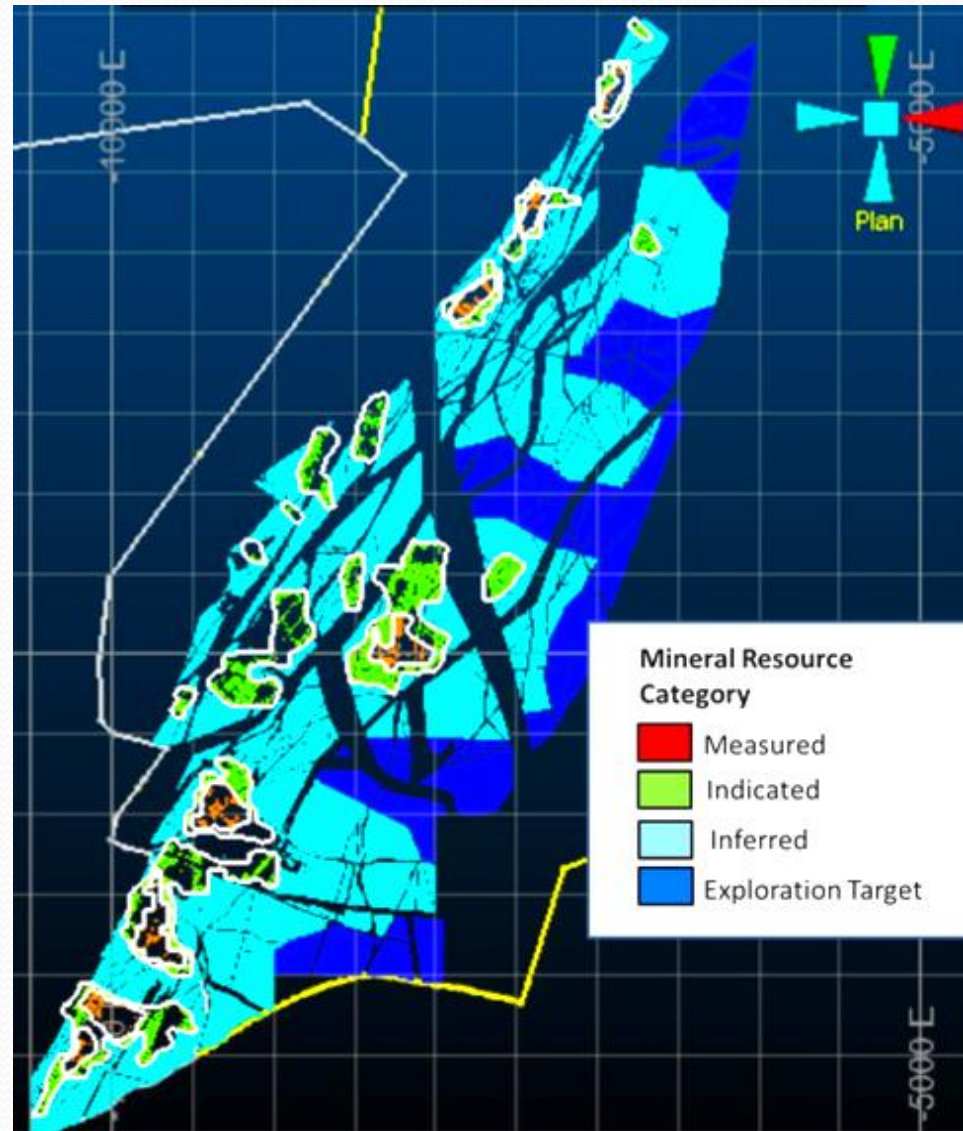 -10000 E
-5000 E
Plan
Mineral Resource
Category
Measured
Indicated
Inferred
Exploration Target
-5000 E